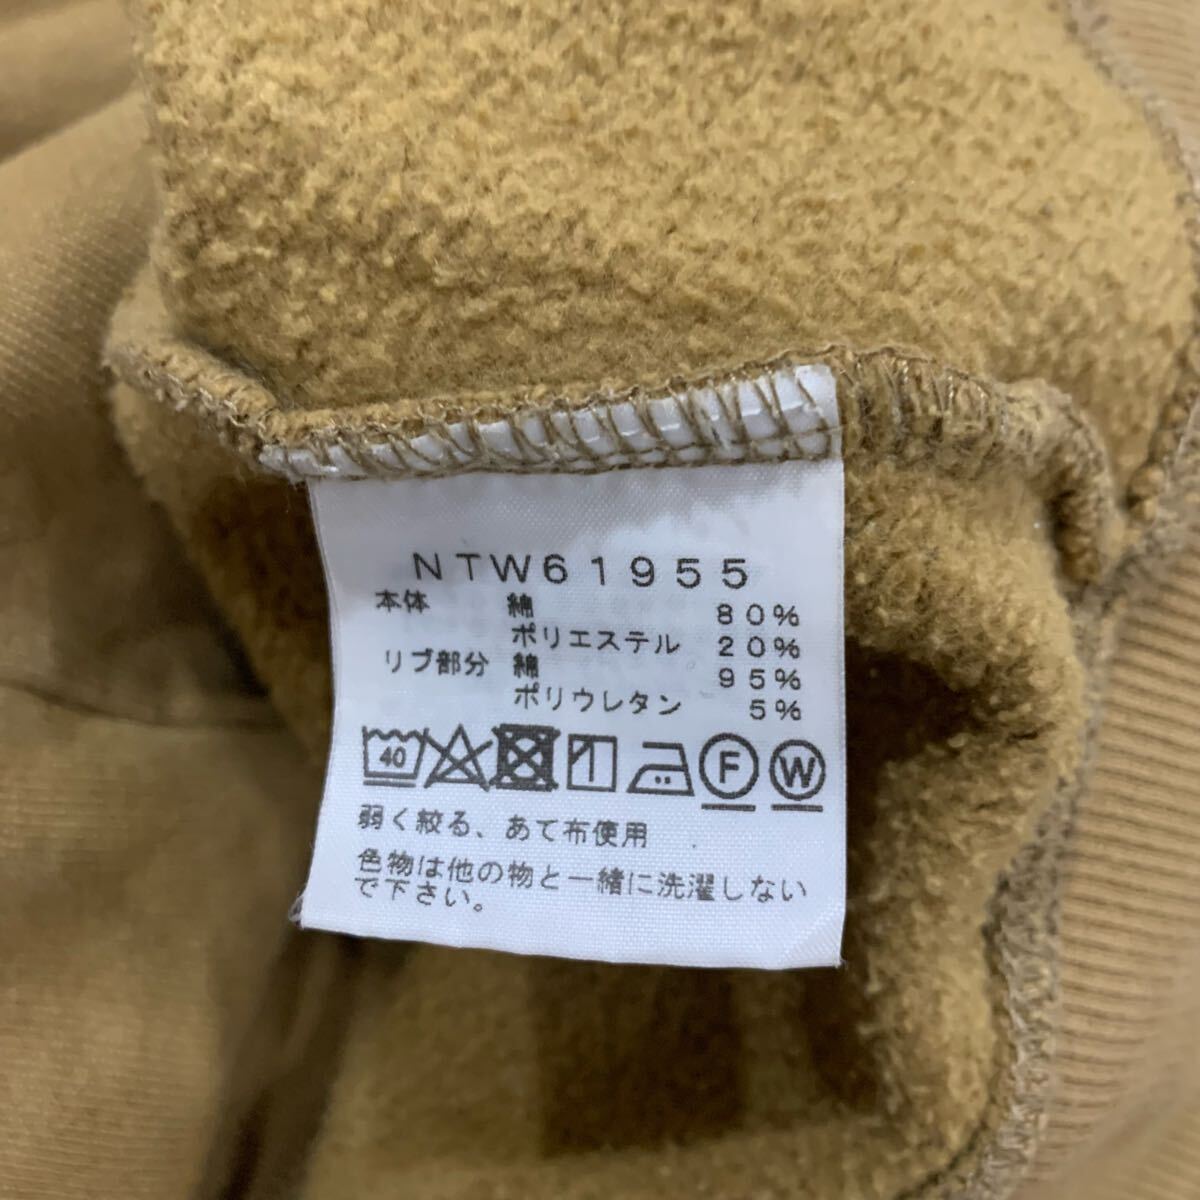 NTW61955
本体 綿 80%
ポリエステル 20%
リブ部分 綿 95%
ポリウレタン 5%
40 F W
弱く絞る、あて布使用
色物は他の物と一緒に洗濯しない
で下さい。